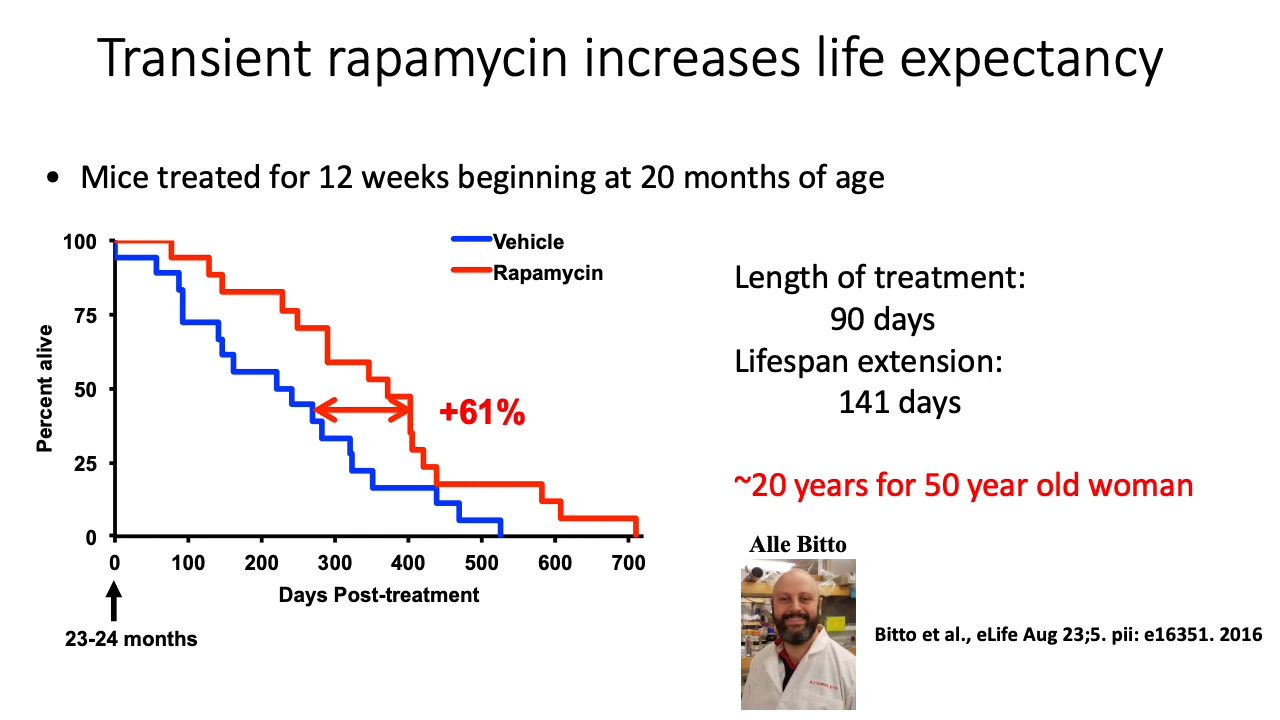 Transient rapamycin increases life expectancy
• Mice treated for 12 weeks beginning at 20 months of age
100
75
50
25
0
Percent alive
Vehicle
Rapamycin
+61%
0 100 200 300 400 500 600 700
Days Post-treatment
23-24 months
Length of treatment:
90 days
Lifespan extension:
141 days
~20 years for 50 year old woman
Alle Bitto
Bitto et al., eLife Aug 23;5. pii: e16351. 2016